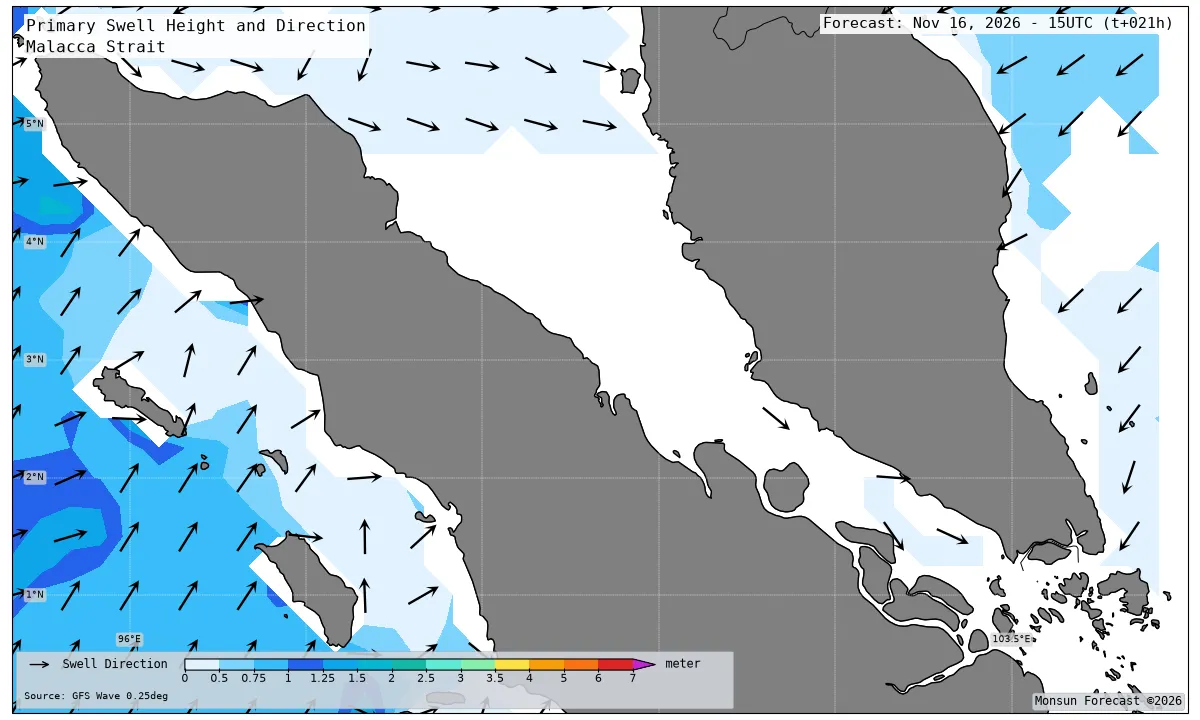 Primary Swell Height and Direction
Malacca Strait
Forecast: Nov 16, 2026 - 15UTC (t+021h)
5°N
4°N
3°N
2°N
1°N
96°E
103.5°E
Swell Direction
0 0.5 0.75 1 1.25 1.5 2 2.5 3 3.5 4 5 6 7
meter
Source: GFS Wave 0.25deg
Monsun Forecast ©2026